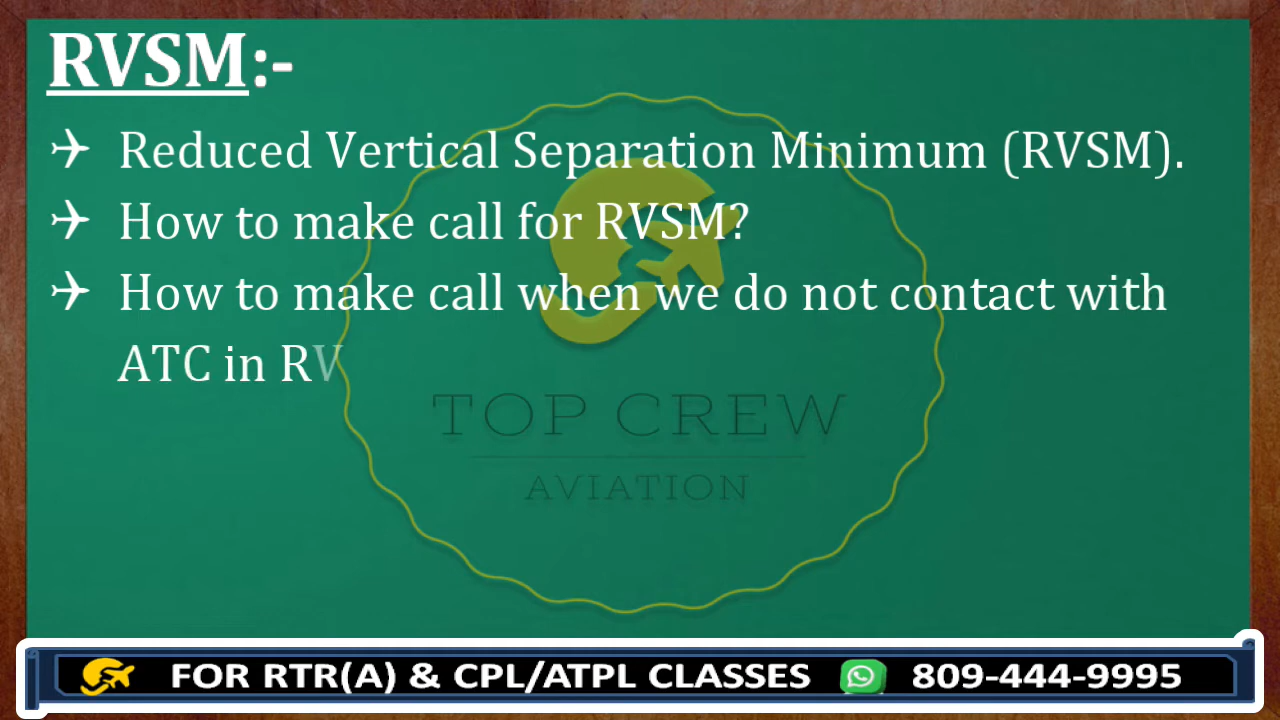 RVSM:-
Reduced Vertical Separation Minimum (RVSM).
How to make call for RVSM?
How to make call when we do not contact with
ATC in RV
TOP CREW
AVIATION
FOR RTR(A) & CPL/ATPL CLASSES 809-444-9995